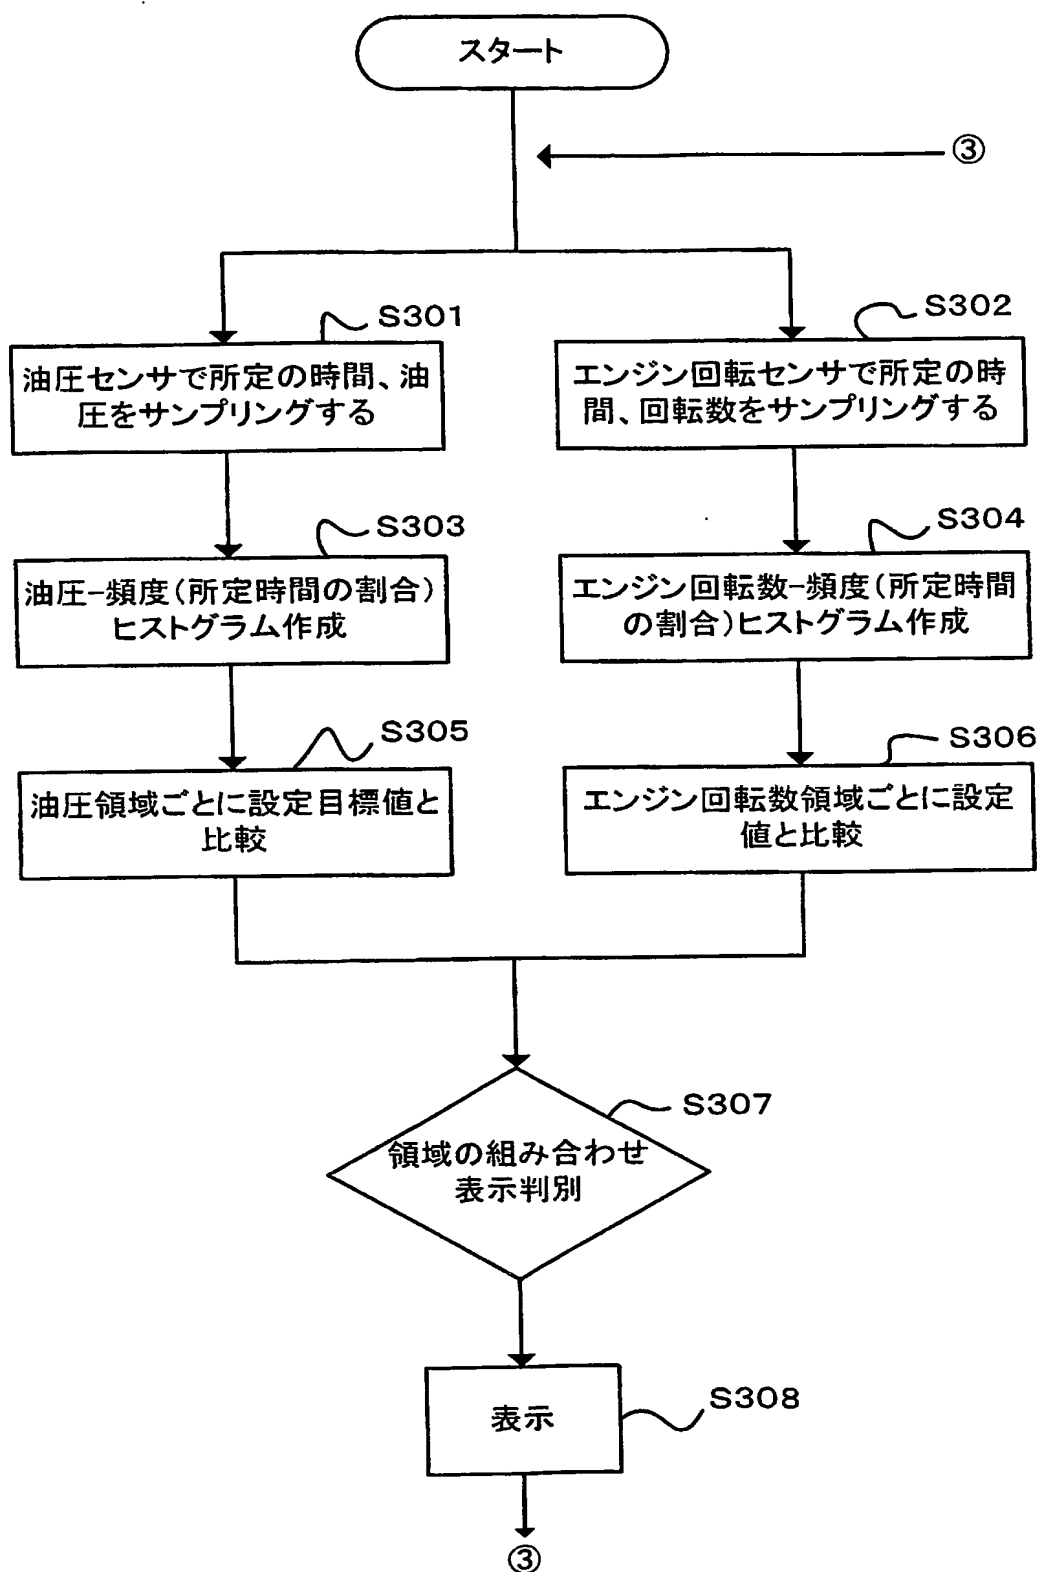 スタート
③
S301
油圧センサで所定の時間、油
圧をサンプリングする
S302
エンジン回転センサで所定の時
間、回転数をサンプリングする
S303
油圧-頻度(所定時間の割合)
ヒストグラム作成
S304
エンジン回転数-頻度(所定時間
の割合)ヒストグラム作成
S305
油圧領域ごとに設定目標値と
比較
S306
エンジン回転数領域ごとに設定
値と比較
S307
領域の組み合わせ
表示判別
S308
表示
③